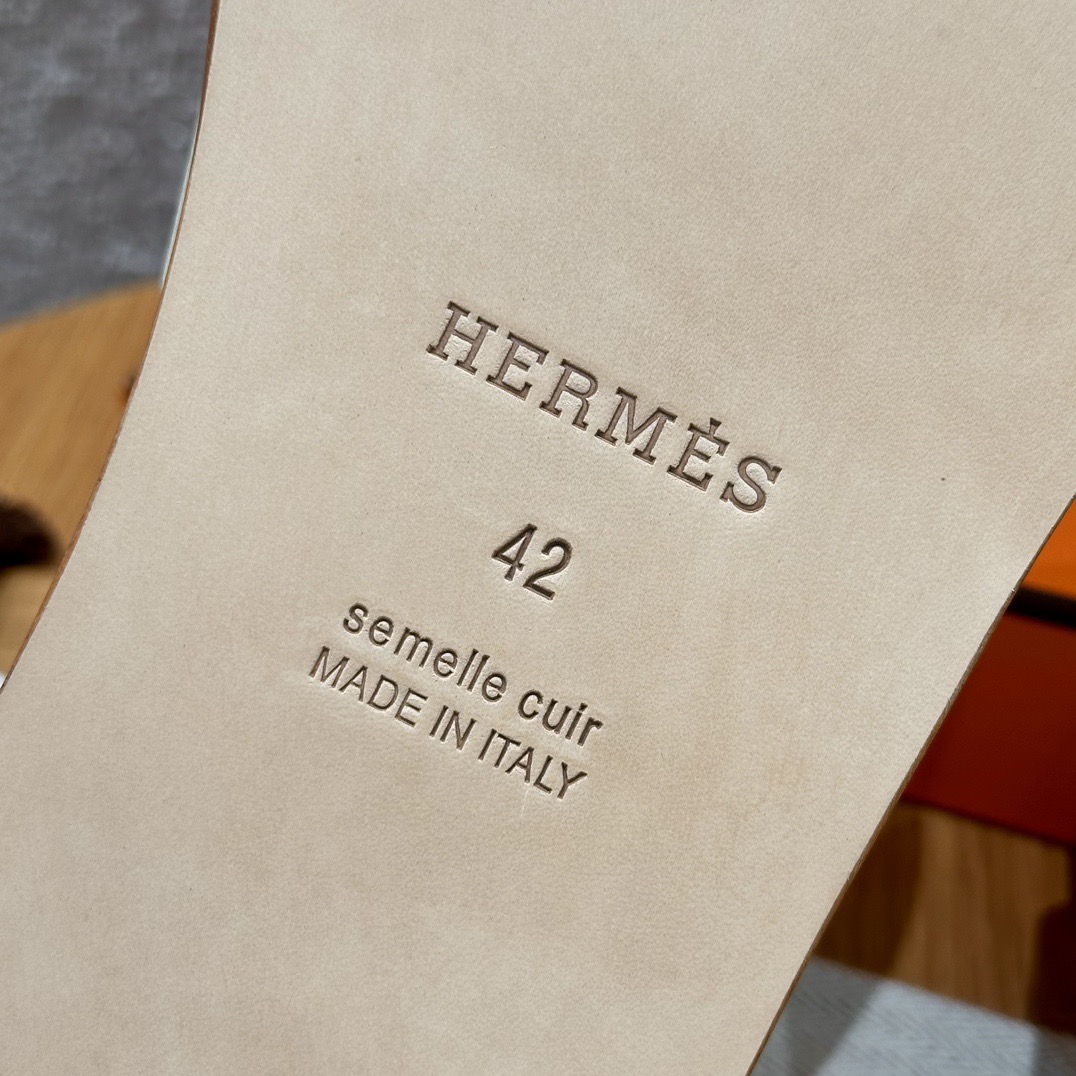 HERMÈS
42
semelle cuir
MADE IN ITALY